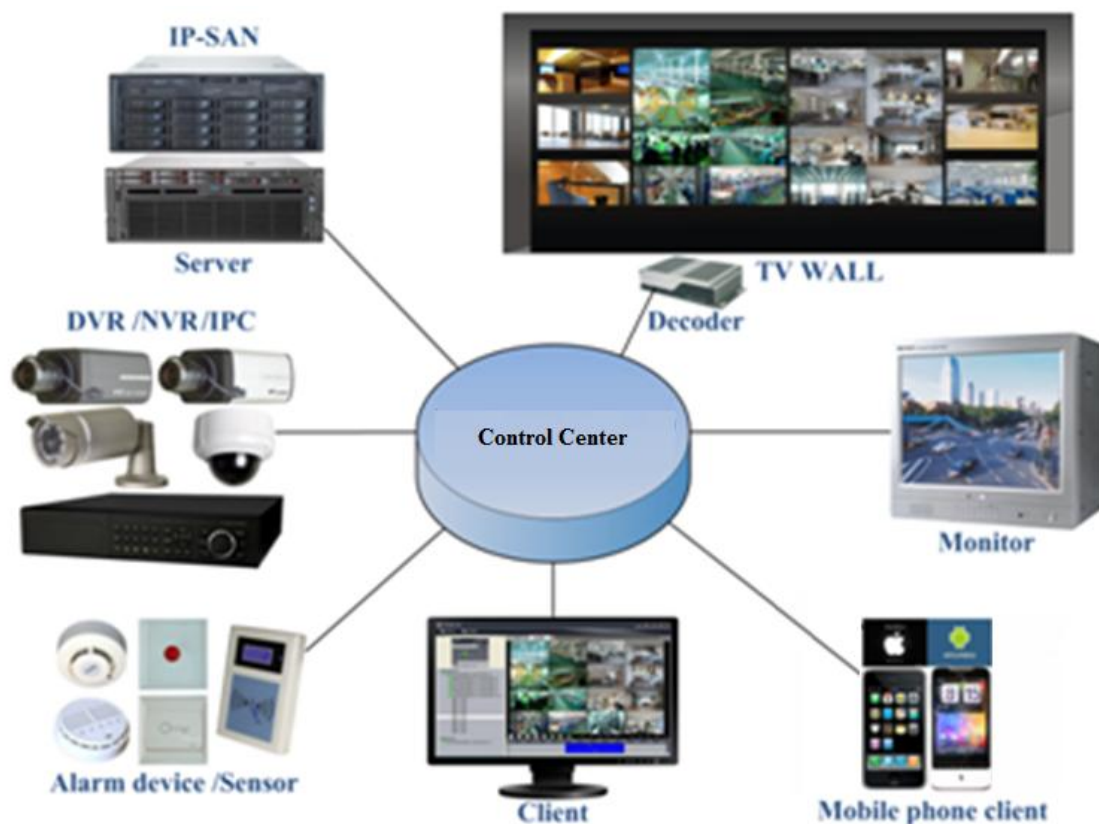 IP-SAN
Server
TV WALL
Decoder
DVR /NVR/IPC
Control Center
Monitor
Alarm device /Sensor
Client
Mobile phone client